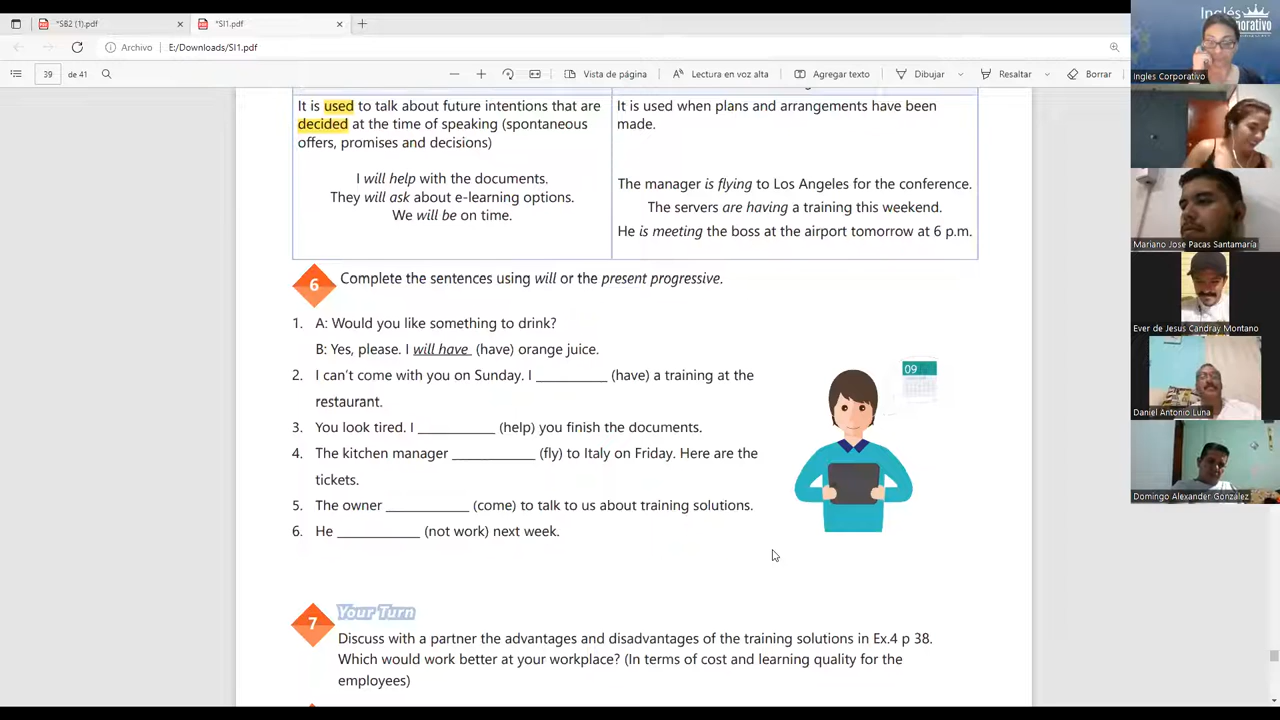 *SB2 (1).pdf
*SI1.pdf
Archivo
E:/Downloads/SI1.pdf
39
de 41
Vista de página
Lectura en voz alta
Agregar texto
Dibujar
Resaltar
Borrar
It is used to talk about future intentions that are
decided at the time of speaking (spontaneous
offers, promises and decisions)
I will help with the documents.
They will ask about e-learning options.
We will be on time.
It is used when plans and arrangements have been
made.
The manager is flying to Los Angeles for the conference.
The servers are having a training this weekend.
He is meeting the boss at the airport tomorrow at 6 p.m.
6
Complete the sentences using will or the present progressive.
1. A: Would you like something to drink?
B: Yes, please. I will have (have) orange juice.
2. I can't come with you on Sunday. I _________ (have) a training at the
restaurant.
3. You look tired. I __________ (help) you finish the documents.
4. The kitchen manager ___________ (fly) to Italy on Friday. Here are the
tickets.
5. The owner ___________ (come) to talk to us about training solutions.
6. He ___________ (not work) next week.
09
7
Your Turn
Discuss with a partner the advantages and disadvantages of the training solutions in Ex.4 p 38.
Which would work better at your workplace? (In terms of cost and learning quality for the
employees)
Inglés
Ingles Corporativo
Mariano Jose Pacas Santamaría
Ever de Jesus Candray Montano
Daniel Antonio Luna
Domingo Alexander González